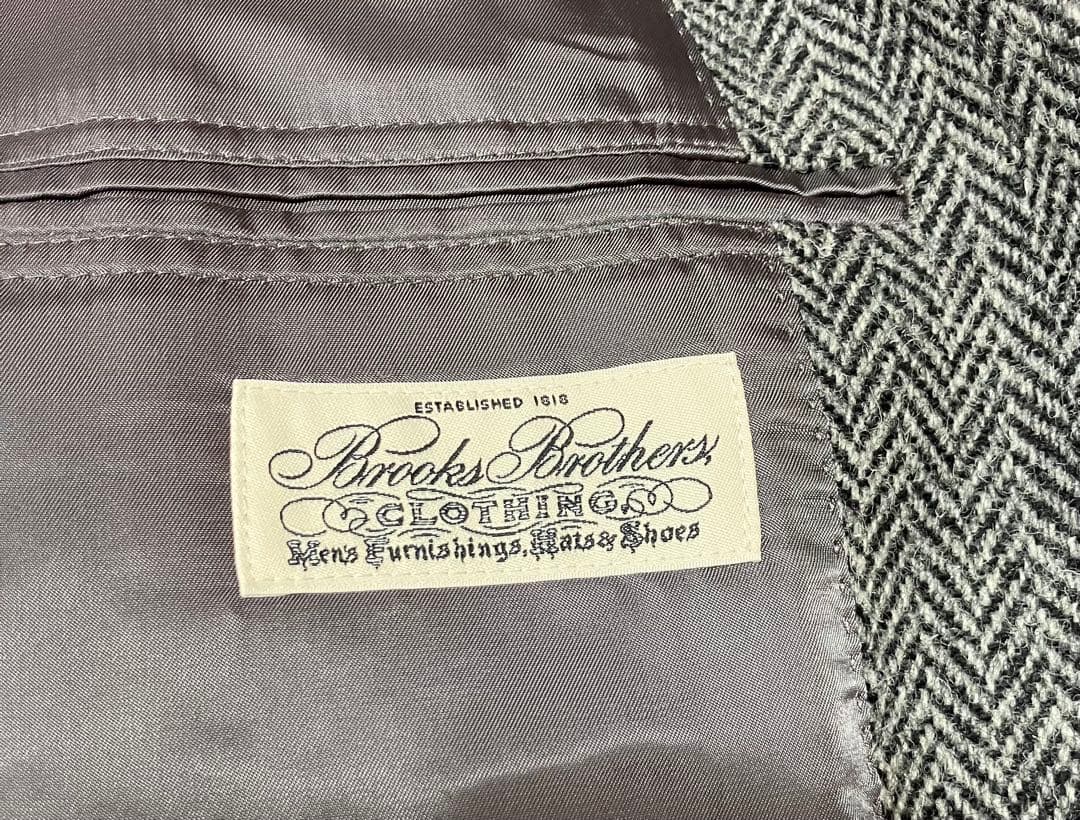 ESTABLISHED 1818
Brooks Brothers,
CLOTHING,
Men's Furnishings, Hats & Shoes